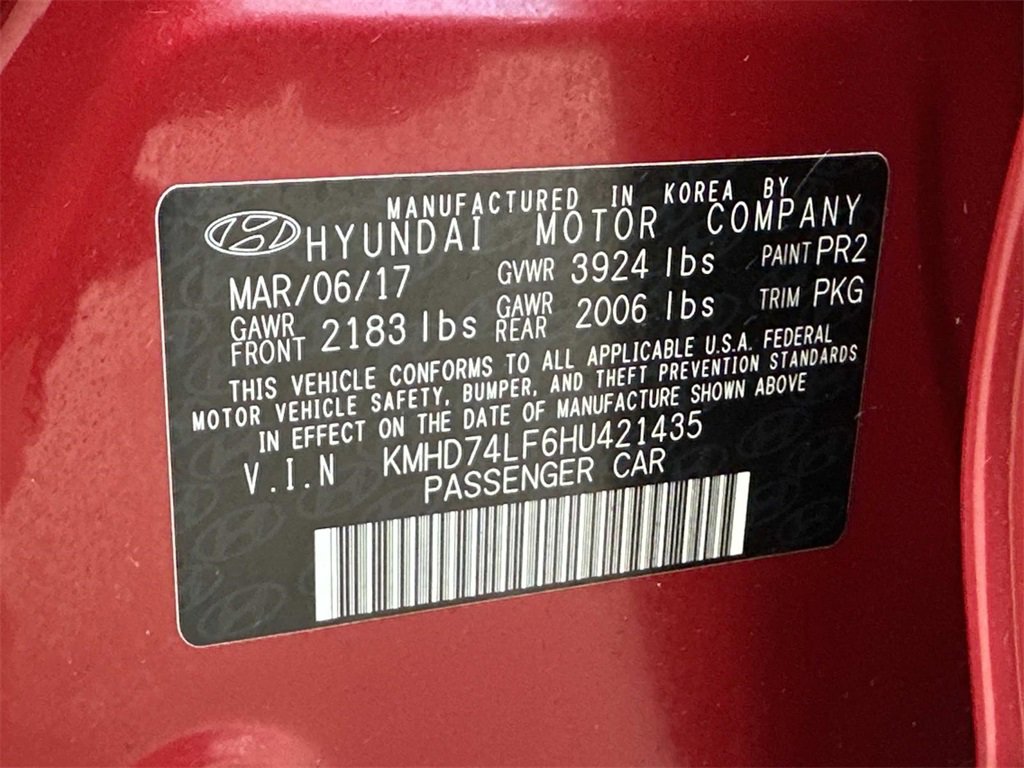 MANUFACTURED IN KOREA BY
HYUNDAI MOTOR COMPANY
MAR/06/17 GVWR 3924 lbs PAINT PR2
GAWR FRONT 2183 lbs GAWR REAR 2006 lbs TRIM PKG
THIS VEHICLE CONFORMS TO ALL APPLICABLE U.S.A. FEDERAL
MOTOR VEHICLE SAFETY, BUMPER, AND THEFT PREVENTION STANDARDS
IN EFFECT ON THE DATE OF MANUFACTURE SHOWN ABOVE
V.I.N KMHD74LF6HU421435
PASSENGER CAR